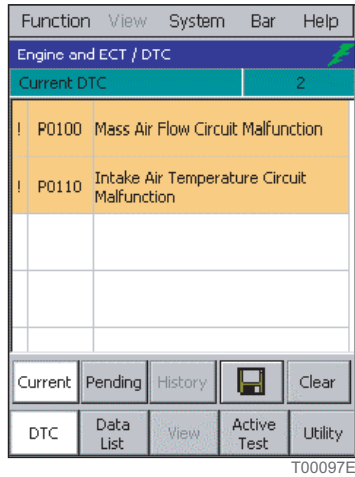 Function View System Bar Help
Engine and ECT / DTC
Current DTC 2
! P0100 Mass Air Flow Circuit Malfunction
! P0110 Intake Air Temperature Circuit
Malfunction
Current Pending History Clear
DTC Data List View Active Test Utility
T00097E